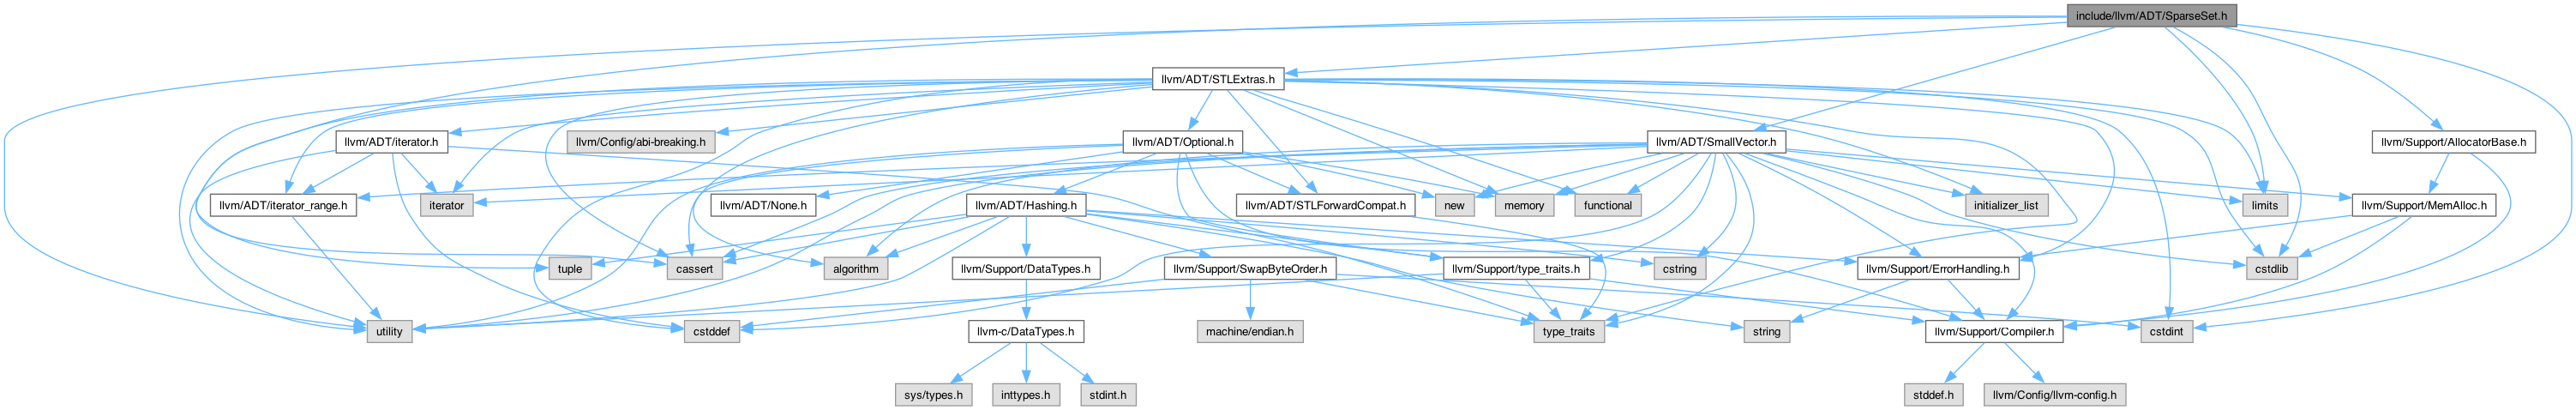 include/llvm/ADT/SparseSet.h
llvm/ADT/STLExtras.h
llvm/ADT/iterator.h
llvm/Config/abi-breaking.h
llvm/ADT/Optional.h
llvm/ADT/SmallVector.h
llvm/Support/AllocatorBase.h
llvm/ADT/iterator_range.h
iterator
llvm/ADT/None.h
llvm/ADT/Hashing.h
llvm/ADT/STLForwardCompat.h
new
memory
functional
initializer_list
limits
llvm/Support/MemAlloc.h
tuple
cassert
algorithm
llvm/Support/DataTypes.h
llvm/Support/SwapByteOrder.h
llvm/Support/type_traits.h
cstring
llvm/Support/ErrorHandling.h
cstdlib
utility
cstddef
llvm-c/DataTypes.h
machine/endian.h
type_traits
string
llvm/Support/Compiler.h
cstdint
sys/types.h
inttypes.h
stdint.h
stddef.h
llvm/Config/llvm-config.h